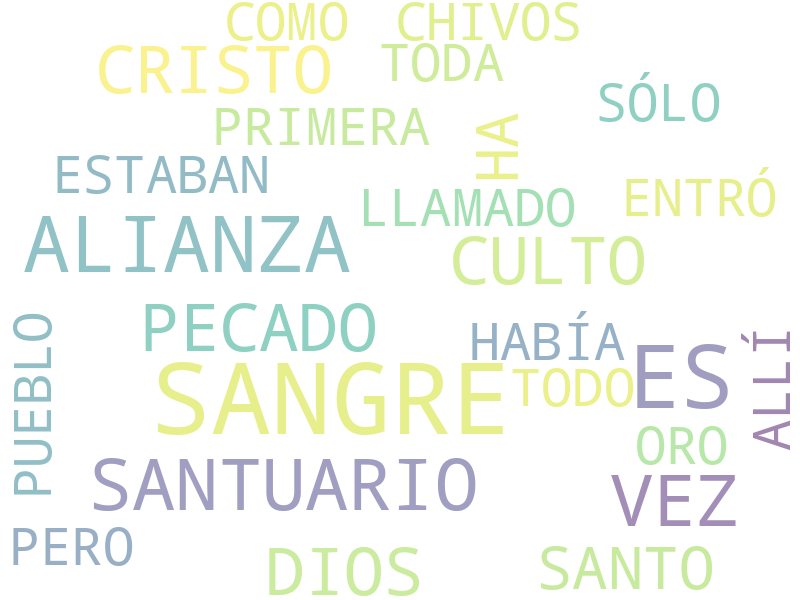 COMO CHIVOS
CRISTO TODA
SÓLO
PRIMERA HA
ESTABAN
ENTRÓ
LLAMADO
ALIANZA CULTO
PECADO HABÍA
PUEBLO ES ALLÍ
SANGRE TODO
ORO
SANTUARIO VEZ
PERO
DIOS SANTO